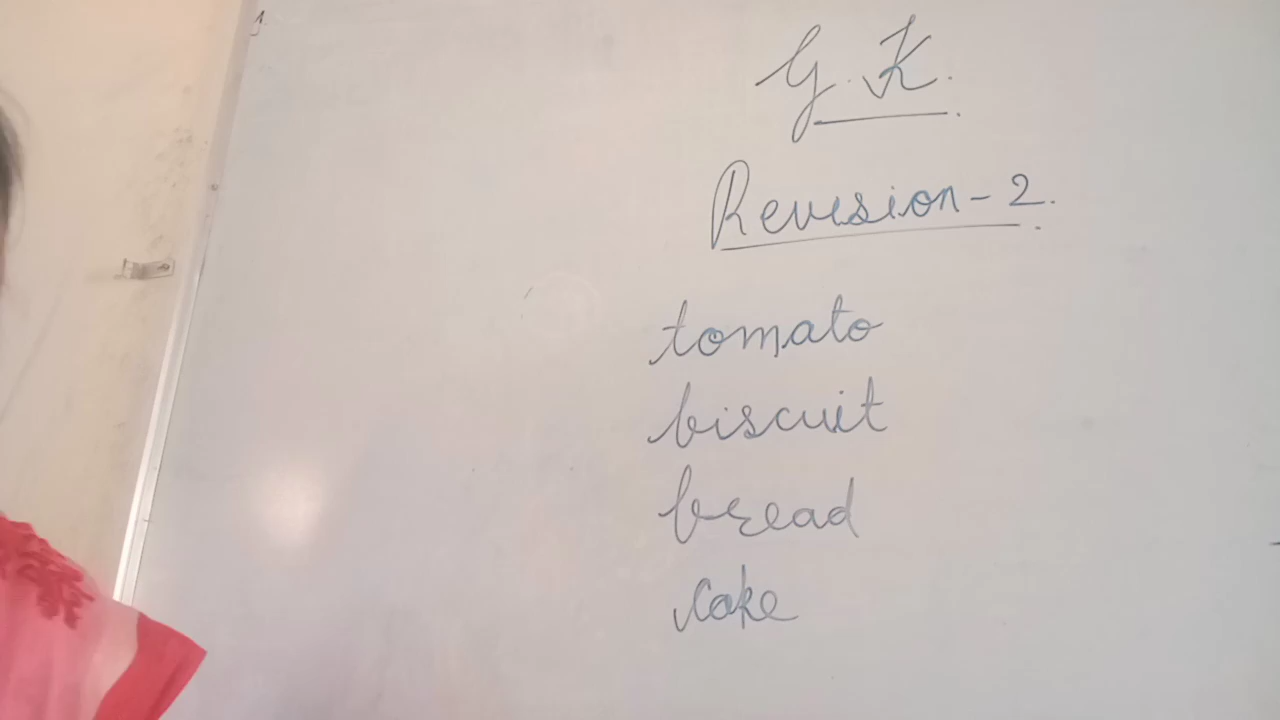 G.K.
Revision-2.
tomato
biscuit
bread
cake